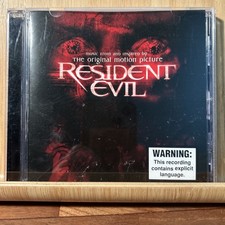 music from and inspired by
THE ORIGINAL MOTION PICTURE
RESIDENT
EVIL
WARNING:
This recording
contains explicit
language.